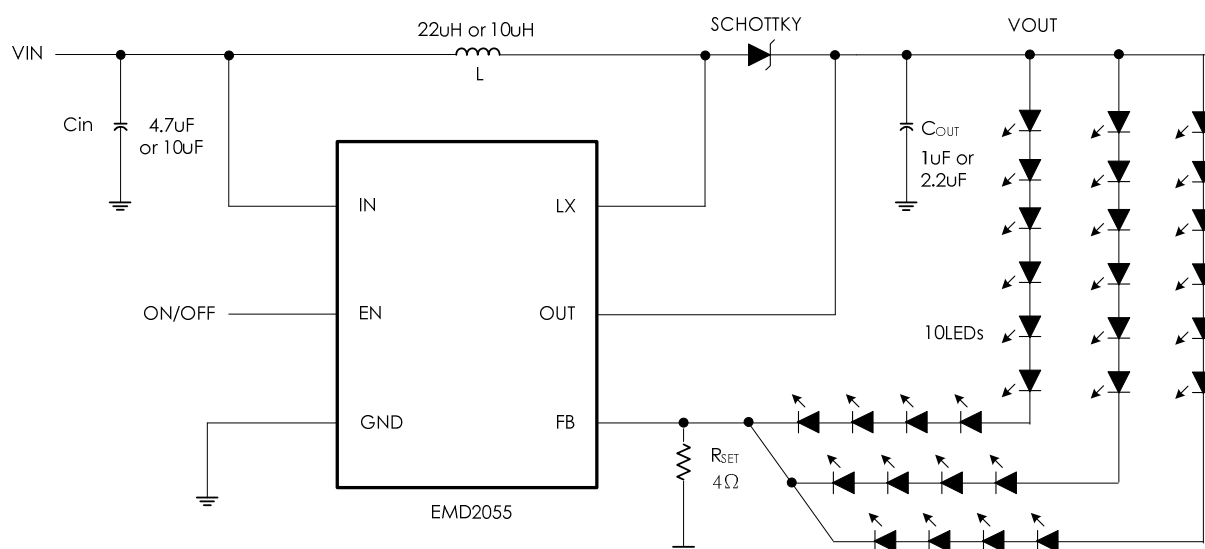 22uH or 10uH
SCHOTTKY
VOUT
VIN
L
Cin
4.7uF
or 10uF
COUT
1uF or
2.2uF
IN
LX
ON/OFF
EN
OUT
10LEDs
GND
FB
RSET
4Ω
EMD2055